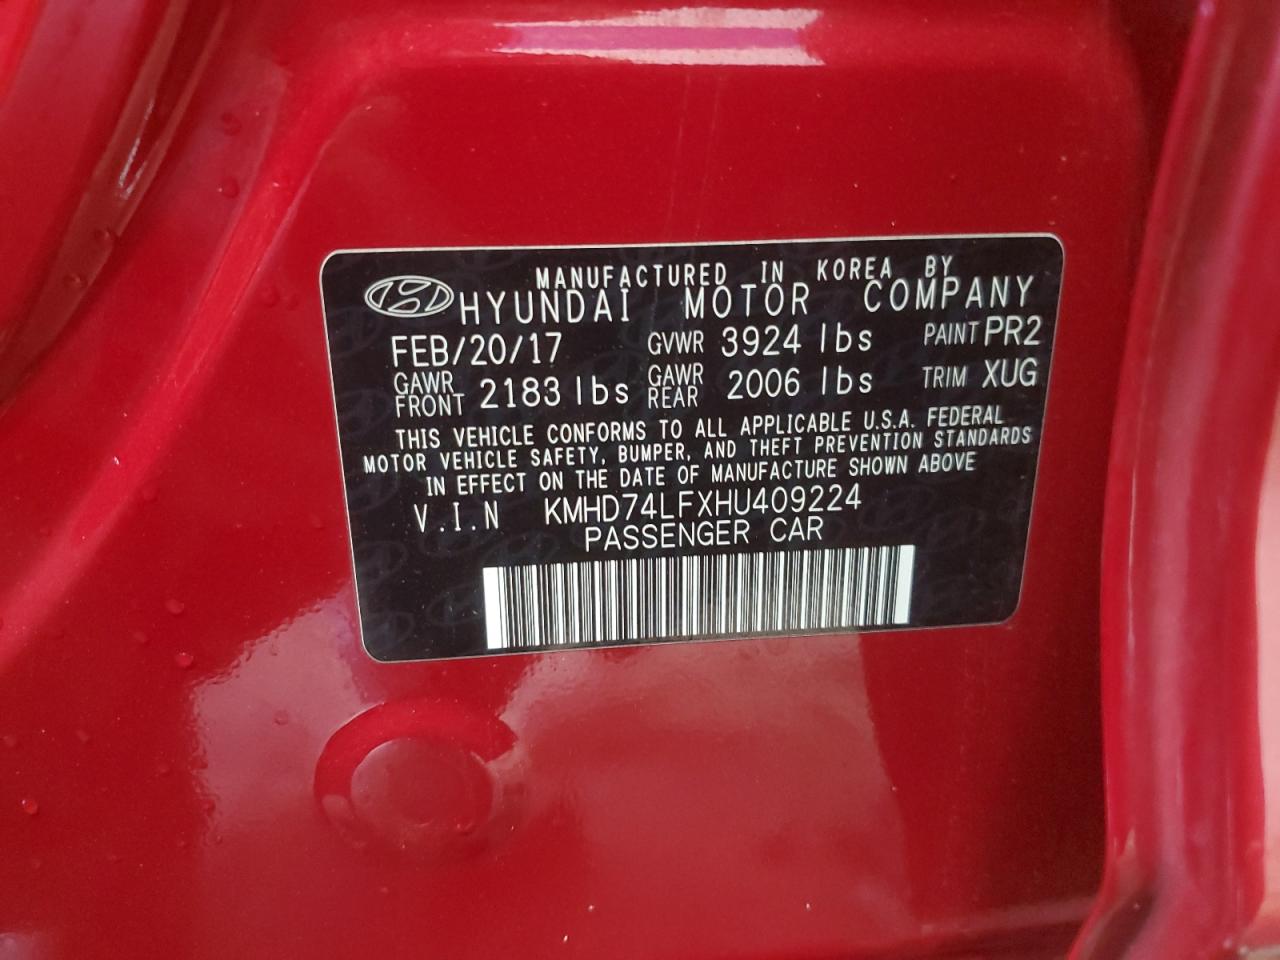 MANUFACTURED IN KOREA BY
HYUNDAI MOTOR COMPANY
FEB/20/17 GVWR 3924 lbs PAINT PR2
GAWR FRONT 2183 lbs GAWR REAR 2006 lbs TRIM XUG
THIS VEHICLE CONFORMS TO ALL APPLICABLE U.S.A. FEDERAL
MOTOR VEHICLE SAFETY, BUMPER, AND THEFT PREVENTION STANDARDS
IN EFFECT ON THE DATE OF MANUFACTURE SHOWN ABOVE
V.I.N KMHD74LFXHU409224
PASSENGER CAR